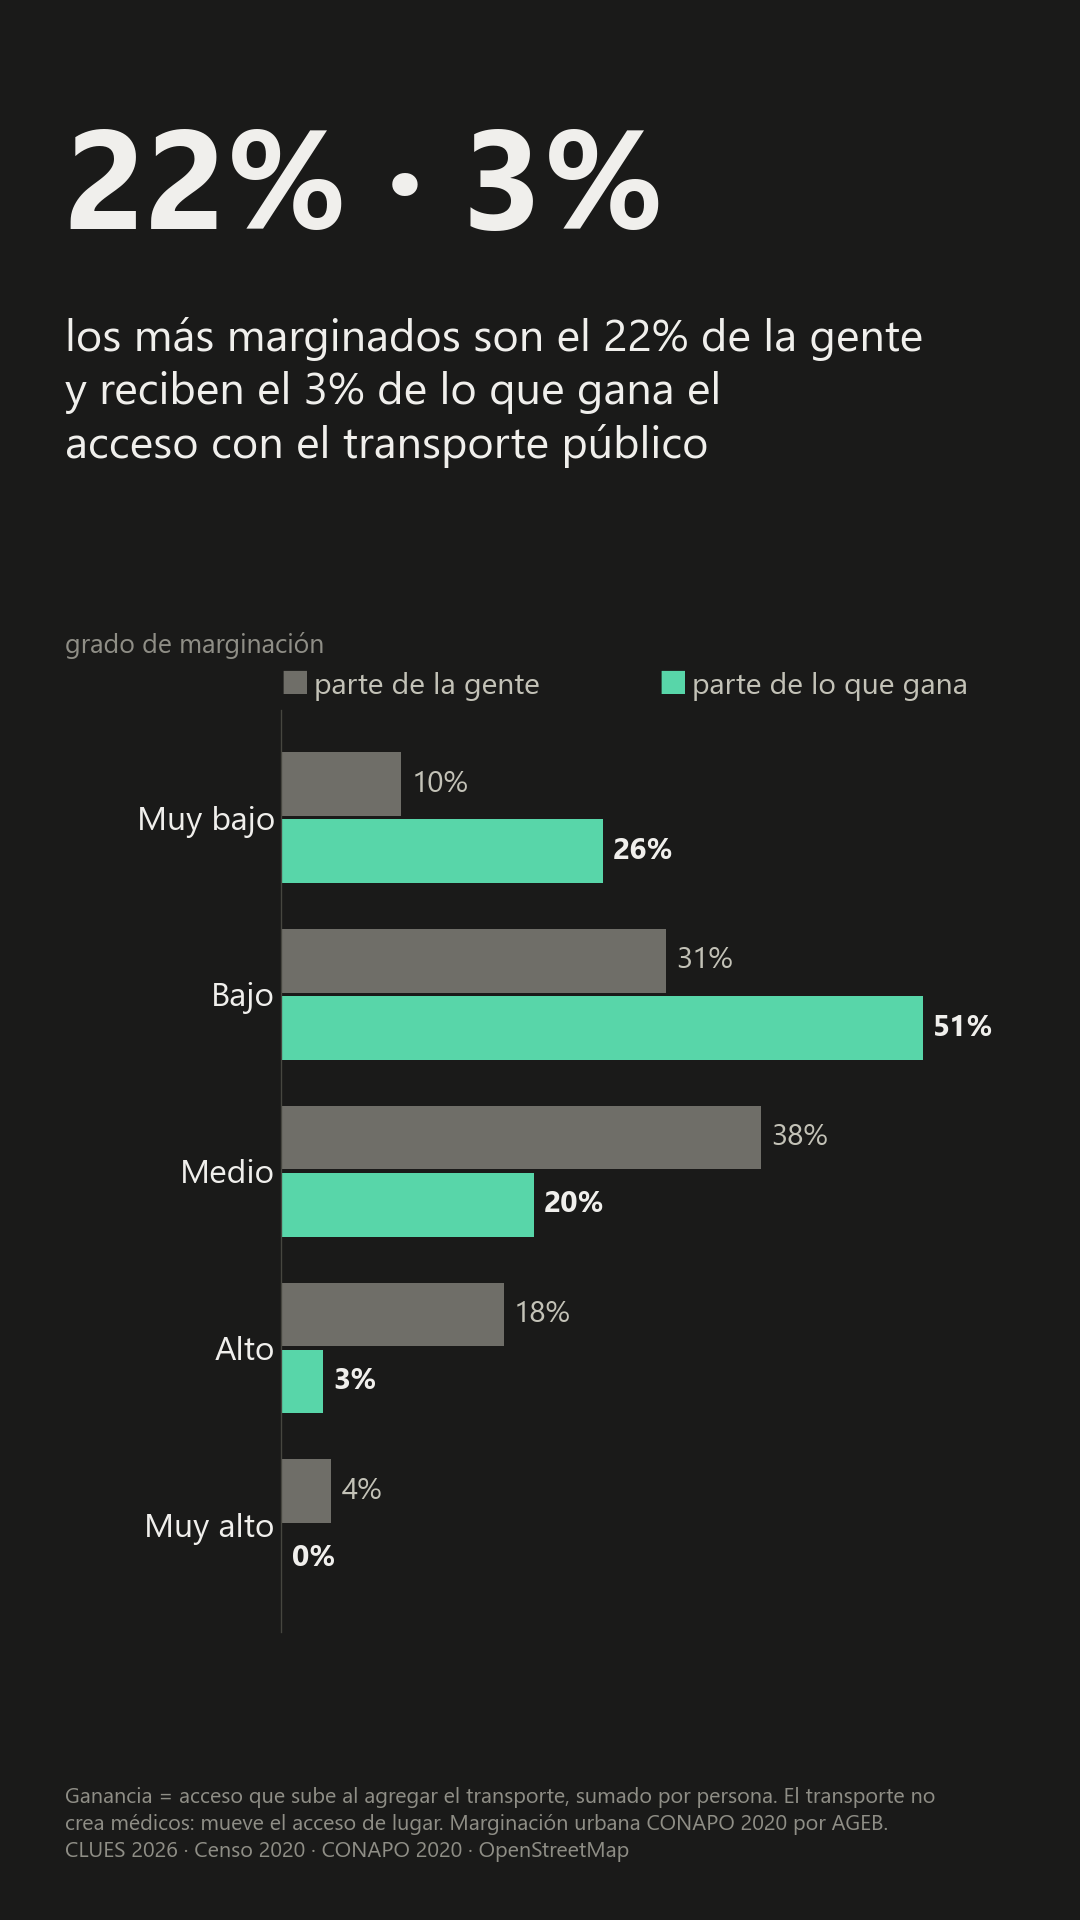 22% · 3%
los más marginados son el 22% de la gente
y reciben el 3% de lo que gana el
acceso con el transporte público
grado de marginación
parte de la gente
parte de lo que gana
10%
Muy bajo
26%
31%
Bajo
51%
38%
Medio
20%
18%
Alto
3%
4%
Muy alto
0%
Ganancia = acceso que sube al agregar el transporte, sumado por persona. El transporte no
crea médicos: mueve el acceso de lugar. Marginación urbana CONAPO 2020 por AGEB.
CLUES 2026 · Censo 2020 · CONAPO 2020 · OpenStreetMap